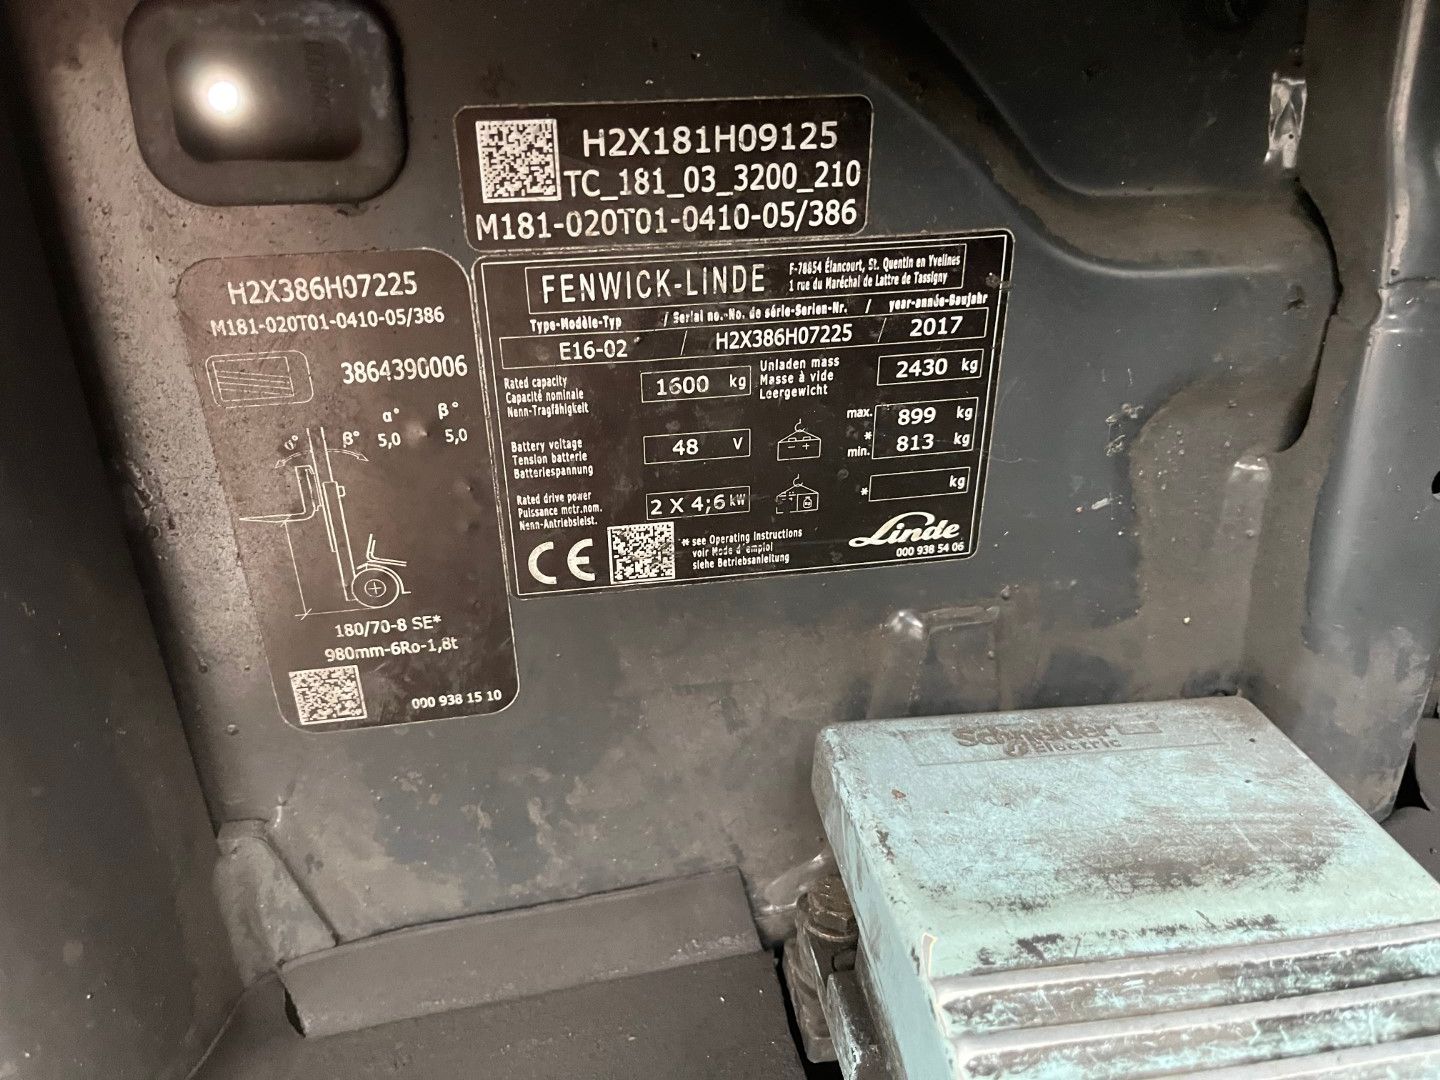 H2X181H09125
TC_181_03_3200_210
M181-020T01-0410-05/386
H2X386H07225
M181-020T01-0410-05/386
3864390006
α° β°
5,0 5,0
α° β°
180/70-8 SE*
980mm-6Ro-1,8t
000 938 15 10
FENWICK-LINDE
F-78854 Élancourt, St. Quentin en Yvelines
1 rue du Maréchal de Lattre de Tassigny
Type-Modèle-Typ / Serial no.-No. de série-Serien-Nr. / year-année-Baujahr
E16-02 / H2X386H07225 / 2017
Rated capacity
Capacité nominale
Nenn-Tragfähigkeit
1600 kg
Unladen mass
Masse à vide
Leergewicht
2430 kg
Battery voltage
Tension batterie
Batteriespannung
48 V
max. 899 kg
*
min. 813 kg
Rated drive power
Puissance motr.nom.
Nenn-Antriebsleist.
2 X 4;6 kW
* kg
CE
* see Operating Instructions
voir Mode d'emploi
siehe Betriebsanleitung
Linde
000 938 54 06
Schneider
Electric